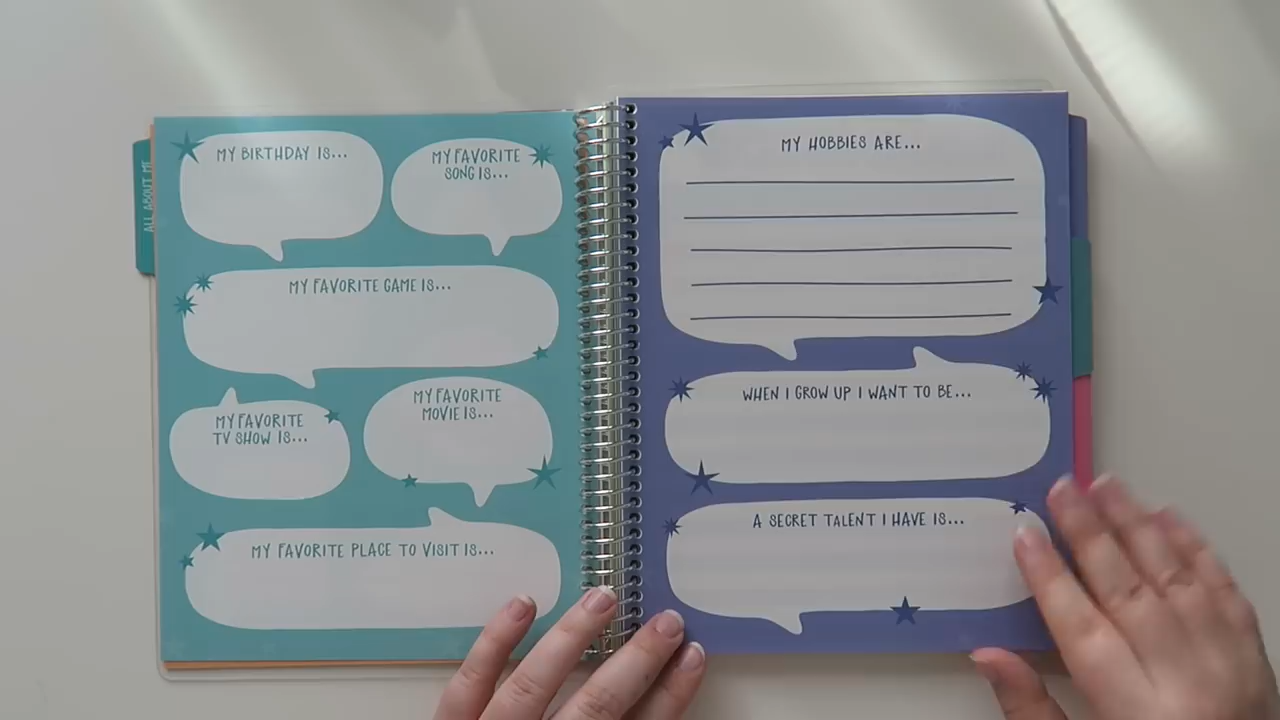 ALL ABOUT ME
MY BIRTHDAY IS...
MY FAVORITE
SONG IS...
MY FAVORITE GAME IS...
MY FAVORITE
TV SHOW IS...
MY FAVORITE
MOVIE IS...
MY FAVORITE PLACE TO VISIT IS...
MY HOBBIES ARE...
WHEN I GROW UP I WANT TO BE...
A SECRET TALENT I HAVE IS...